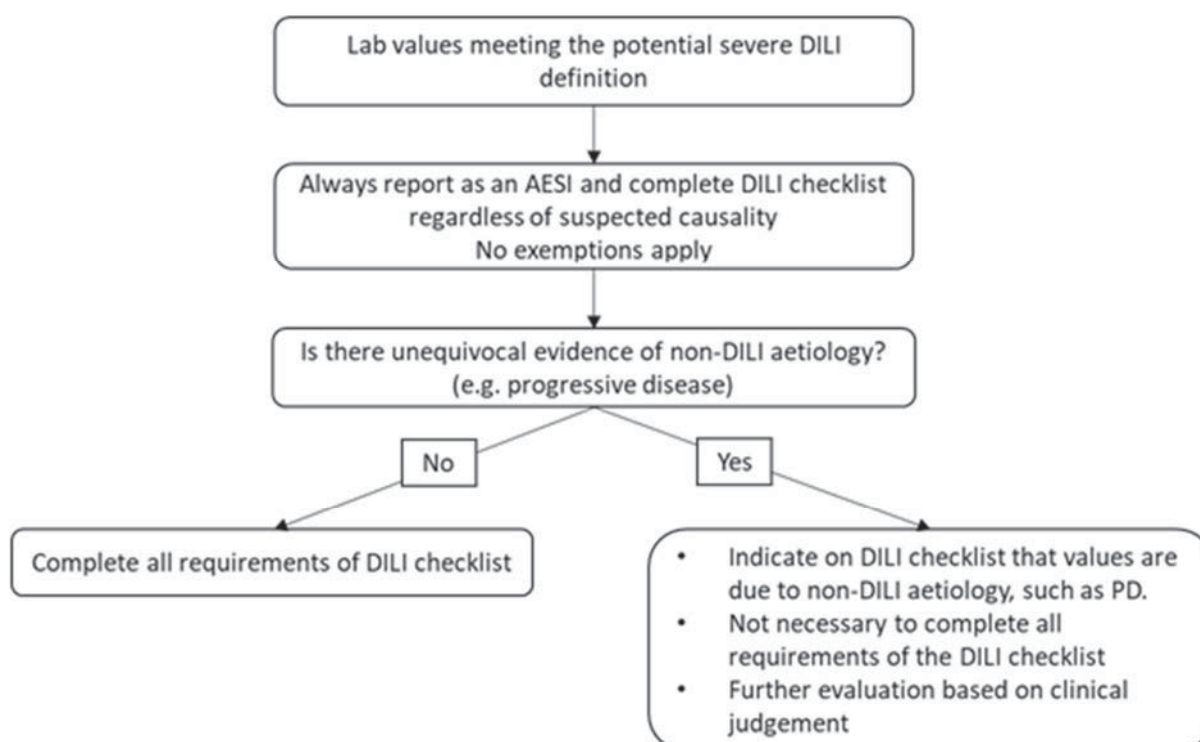 Lab values meeting the potential severe DILI
definition
Always report as an AESI and complete DILI checklist
regardless of suspected causality
No exemptions apply
Is there unequivocal evidence of non-DILI aetiology?
(e.g. progressive disease)
No
Yes
Complete all requirements of DILI checklist
• Indicate on DILI checklist that values are
due to non-DILI aetiology, such as PD.
• Not necessary to complete all
requirements of the DILI checklist
• Further evaluation based on clinical
judgement